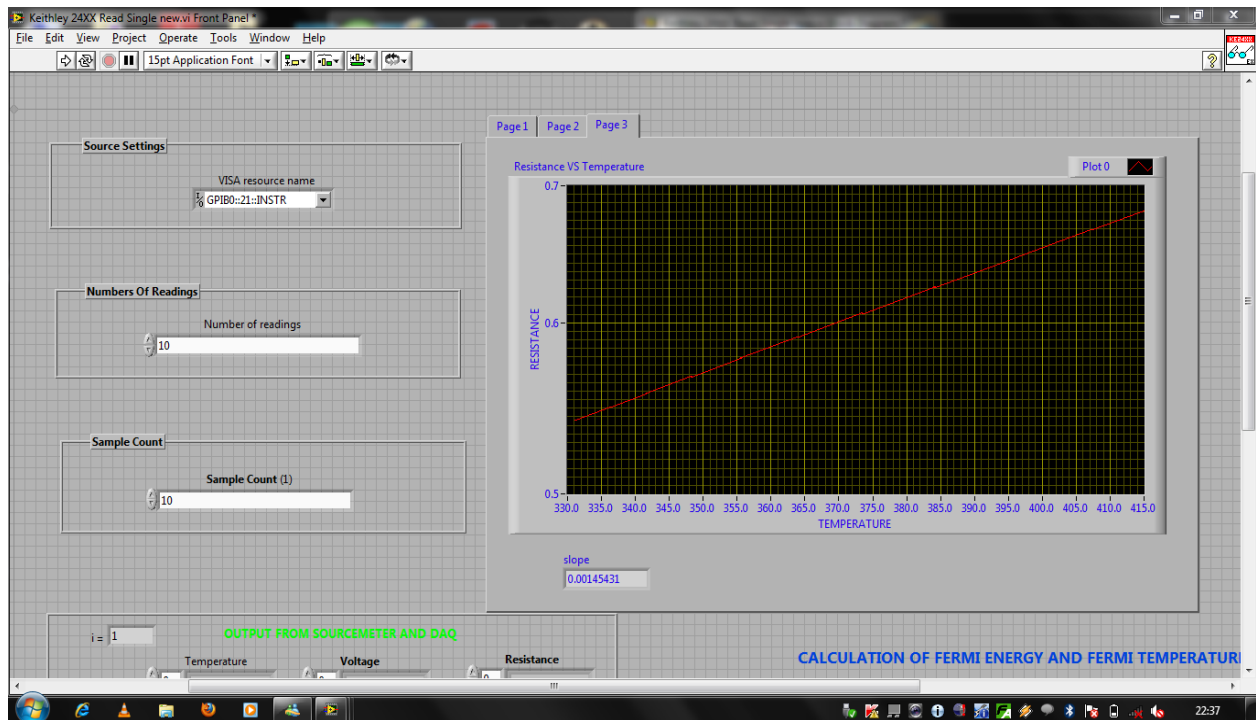 Keithley 24XX Read Single new.vi Front Panel *
File Edit View Project Operate Tools Window Help
15pt Application Font
KE24XX
EX
Page 1 Page 2 Page 3
Source Settings
VISA resource name
GPIB0::21::INSTR
Numbers Of Readings
Number of readings
10
Sample Count
Sample Count (1)
10
Resistance VS Temperature
Plot 0
0.7
0.6
0.5
RESISTANCE
330.0 335.0 340.0 345.0 350.0 355.0 360.0 365.0 370.0 375.0 380.0 385.0 390.0 395.0 400.0 405.0 410.0 415.0
TEMPERATURE
slope
0.00145431
i = 1
OUTPUT FROM SOURCEMETER AND DAQ
Temperature Voltage Resistance
CALCULATION OF FERMI ENERGY AND FERMI TEMPERATUR
22:37